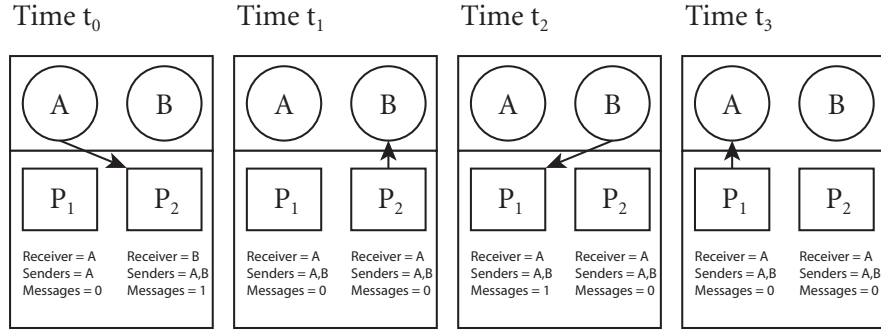 Time t₀
A B
P₁ P₂
Receiver = A Receiver = B
Senders = A Senders = A,B
Messages = 0 Messages = 1
Time t₁
A B
P₁ P₂
Receiver = A Receiver = A
Senders = A,B Senders = A,B
Messages = 0 Messages = 0
Time t₂
A B
P₁ P₂
Receiver = A Receiver = A
Senders = A,B Senders = A,B
Messages = 1 Messages = 0
Time t₃
A B
P₁ P₂
Receiver = A Receiver = A
Senders = A,B Senders = A,B
Messages = 0 Messages = 0